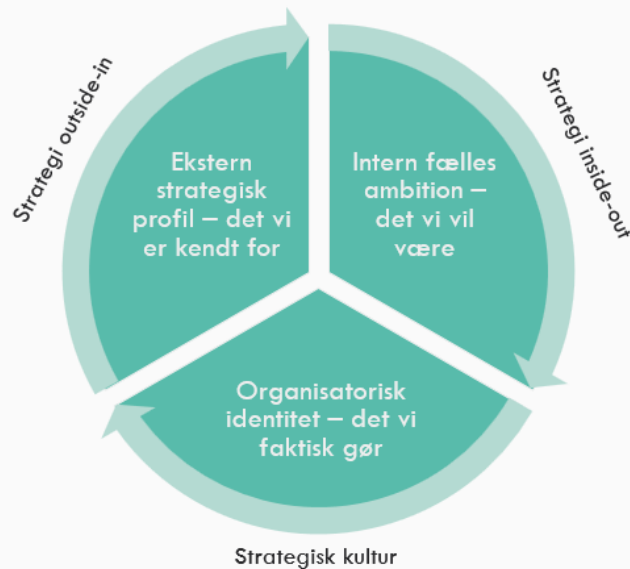 Strategi outside-in
Strategi inside-out
Ekstern
strategisk
profil – det vi
er kendt for
Intern fælles
ambition –
det vi vil
være
Organisatorisk
identitet – det vi
faktisk gør
Strategisk kultur